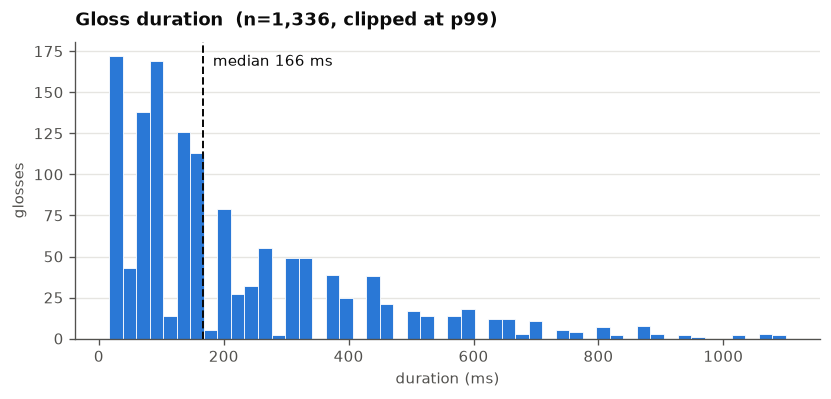 Gloss duration (n=1,336, clipped at p99)
175
150
125
100
75
50
25
0
glosses
median 166 ms
0 200 400 600 800 1000
duration (ms)